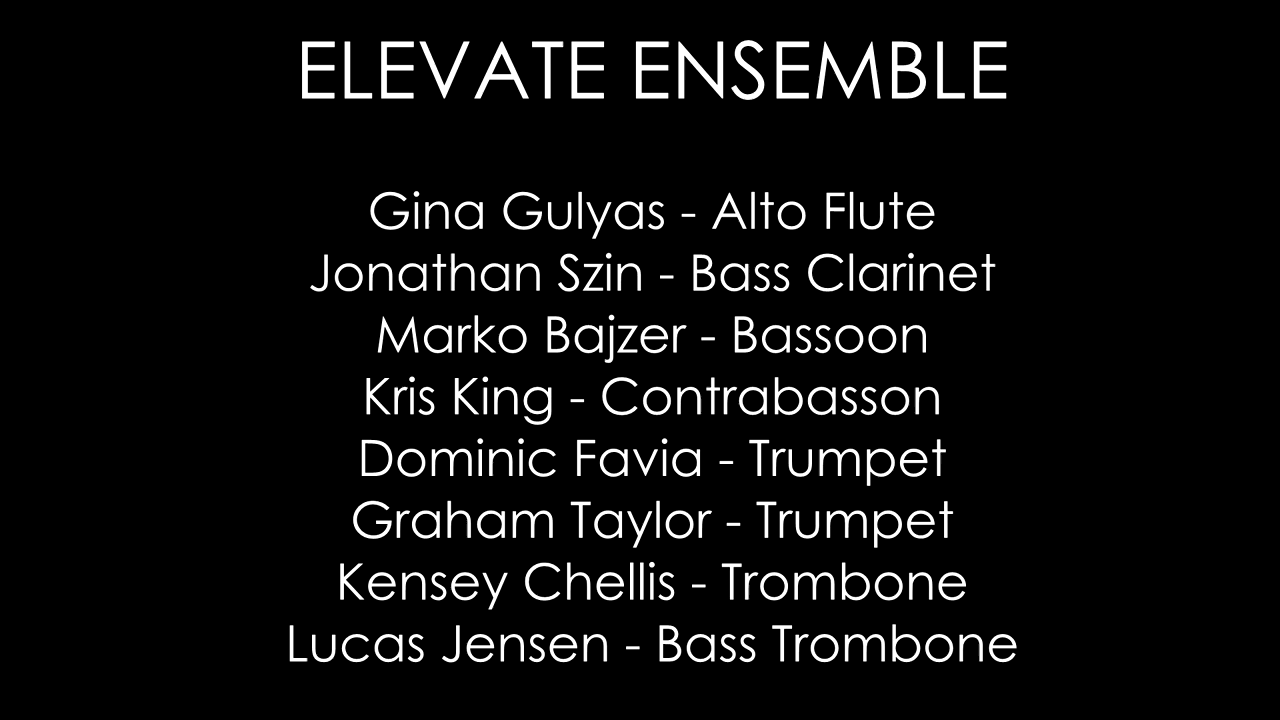 ELEVATE ENSEMBLE
Gina Gulyas - Alto Flute
Jonathan Szin - Bass Clarinet
Marko Bajzer - Bassoon
Kris King - Contrabasson
Dominic Favia - Trumpet
Graham Taylor - Trumpet
Kensey Chellis - Trombone
Lucas Jensen - Bass Trombone